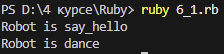 PS D:\4 курсе\Ruby> ruby 6_1.rb
Robot is say_hello
Robot is dance